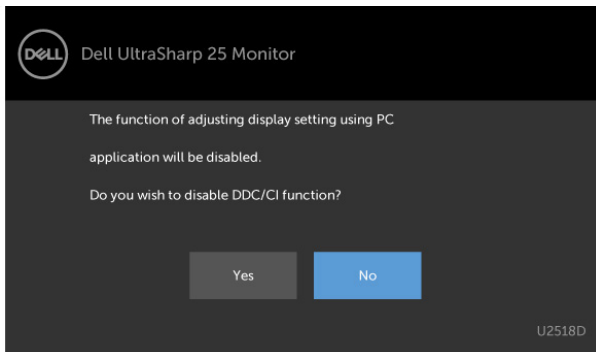 DELL
Dell UltraSharp 25 Monitor
The function of adjusting display setting using PC
application will be disabled.
Do you wish to disable DDC/CI function?
Yes
No
U2518D